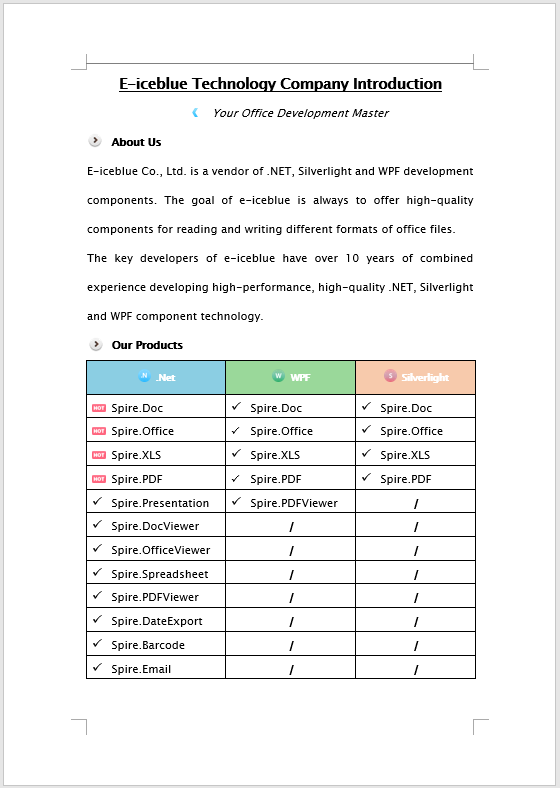 E-iceblue Technology Company Introduction
Your Office Development Master
About Us
E-iceblue Co., Ltd. is a vendor of .NET, Silverlight and WPF development
components. The goal of e-iceblue is always to offer high-quality
components for reading and writing different formats of office files.
The key developers of e-iceblue have over 10 years of combined
experience developing high-performance, high-quality .NET, Silverlight
and WPF component technology.
Our Products
N .Net W WPF S Silverlight
HOT Spire.Doc ✓ Spire.Doc ✓ Spire.Doc
HOT Spire.Office ✓ Spire.Office ✓ Spire.Office
HOT Spire.XLS ✓ Spire.XLS ✓ Spire.XLS
HOT Spire.PDF ✓ Spire.PDF ✓ Spire.PDF
✓ Spire.Presentation ✓ Spire.PDFViewer /
✓ Spire.DocViewer / /
✓ Spire.OfficeViewer / /
✓ Spire.Spreadsheet / /
✓ Spire.PDFViewer / /
✓ Spire.DateExport / /
✓ Spire.Barcode / /
✓ Spire.Email / /